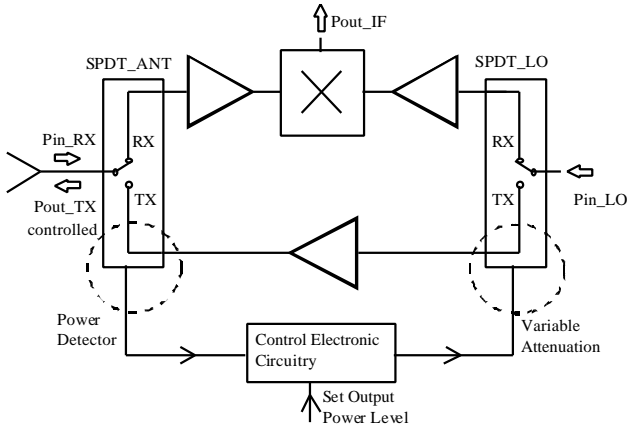 Pout_IF
SPDT_ANT
SPDT_LO
Pin_RX
RX
RX
Pout_TX
controlled
TX
TX
Pin_LO
Power
Detector
Control Electronic
Circuitry
Variable
Attenuation
Set Output
Power Level